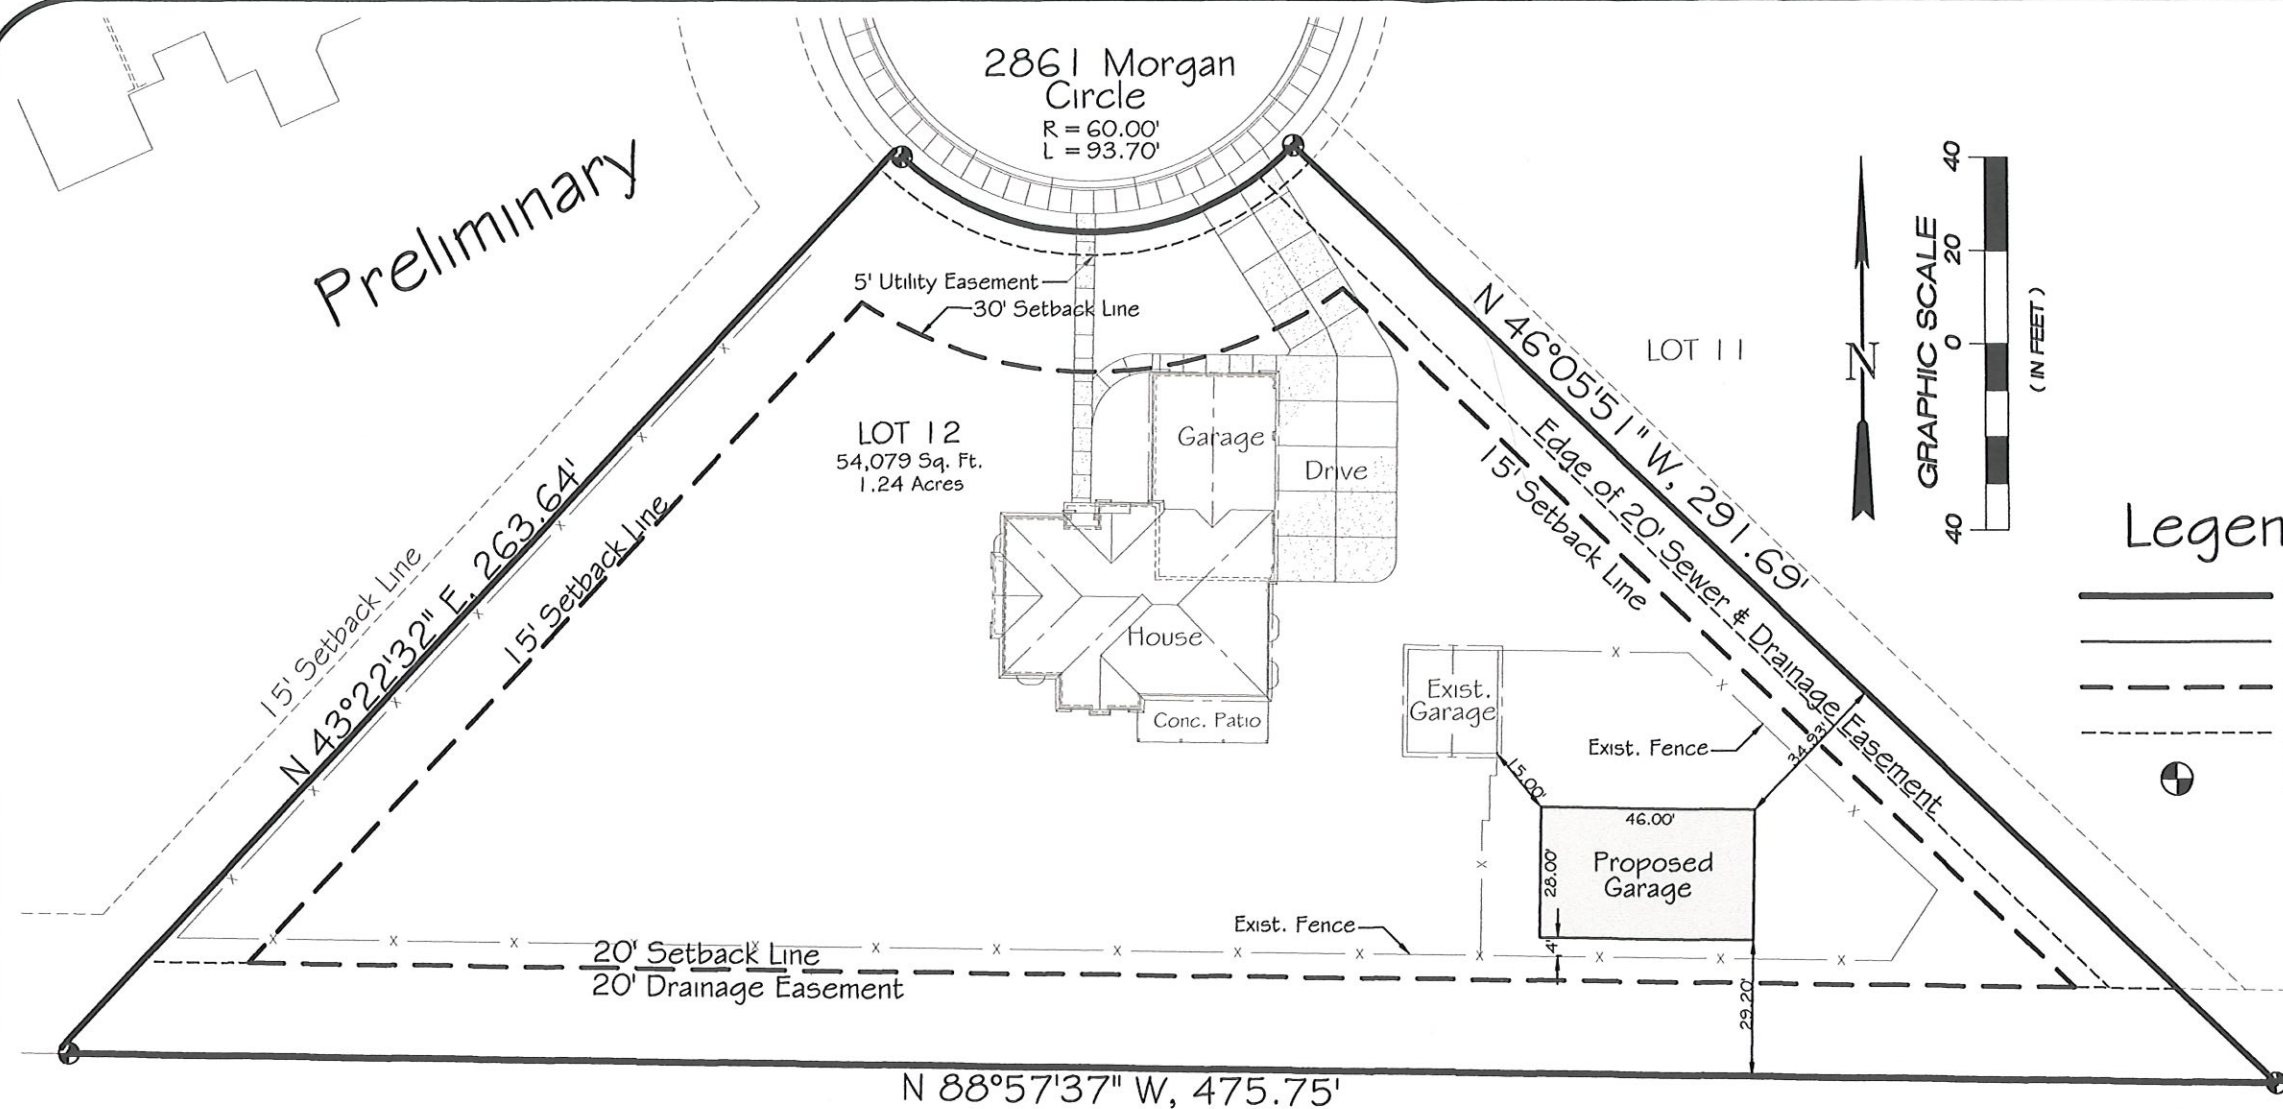 2861 Morgan
Circle
R = 60.00'
L = 93.70'
Preliminary
5' Utility Easement
30' Setback Line
LOT 12
54,079 Sq. Ft.
1.24 Acres
Garage
Drive
House
Conc. Patio
Exist.
Garage
Exist. Fence
15.00'
34.93'
46.00'
28.00'
Proposed
Garage
4'
29.20'
Exist. Fence
20' Setback Line
20' Drainage Easement
N 88°57'37" W, 475.75'
15' Setback Line
N 43°22'32" E, 263.64'
15' Setback Line
N 46°05'51" W, 291.69'
Edge of 20' Sewer & Drainage Easement
15' Setback Line
LOT 11
N
GRAPHIC SCALE
40 20 0 40
( IN FEET )
Legen